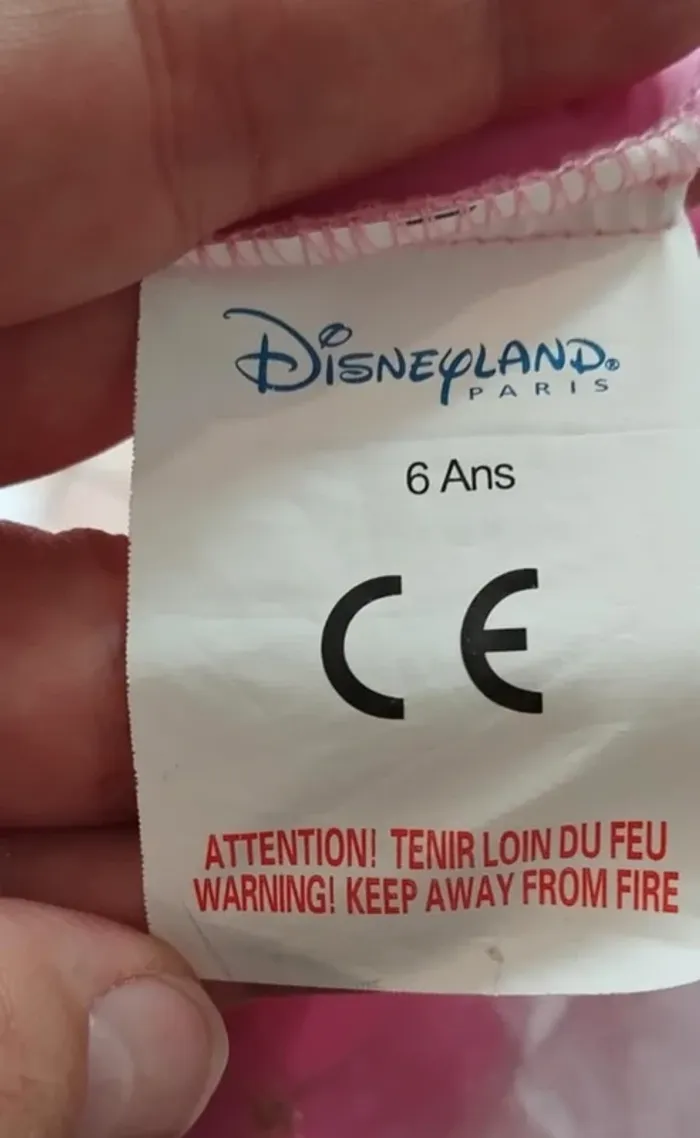 DISNEYLAND®
PARIS
6 Ans
CE
ATTENTION! TENIR LOIN DU FEU
WARNING! KEEP AWAY FROM FIRE